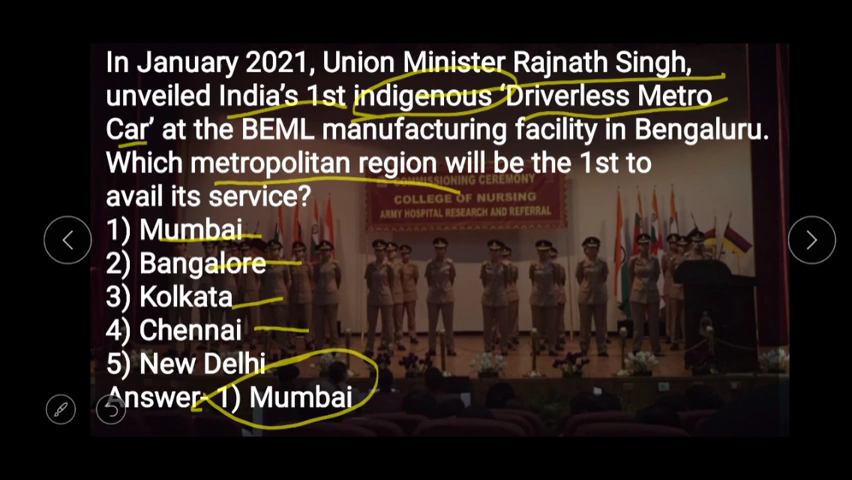 In January 2021, Union Minister Rajnath Singh,
unveiled India's 1st indigenous 'Driverless Metro
Car' at the BEML manufacturing facility in Bengaluru.
Which metropolitan region will be the 1st to
avail its service?
COMMISSIONING CEREMONY
COLLEGE OF NURSING
ARMY HOSPITAL RESEARCH AND REFERRAL
1) Mumbai
2) Bangalore
3) Kolkata
4) Chennai
5) New Delhi
Answer- 1) Mumbai